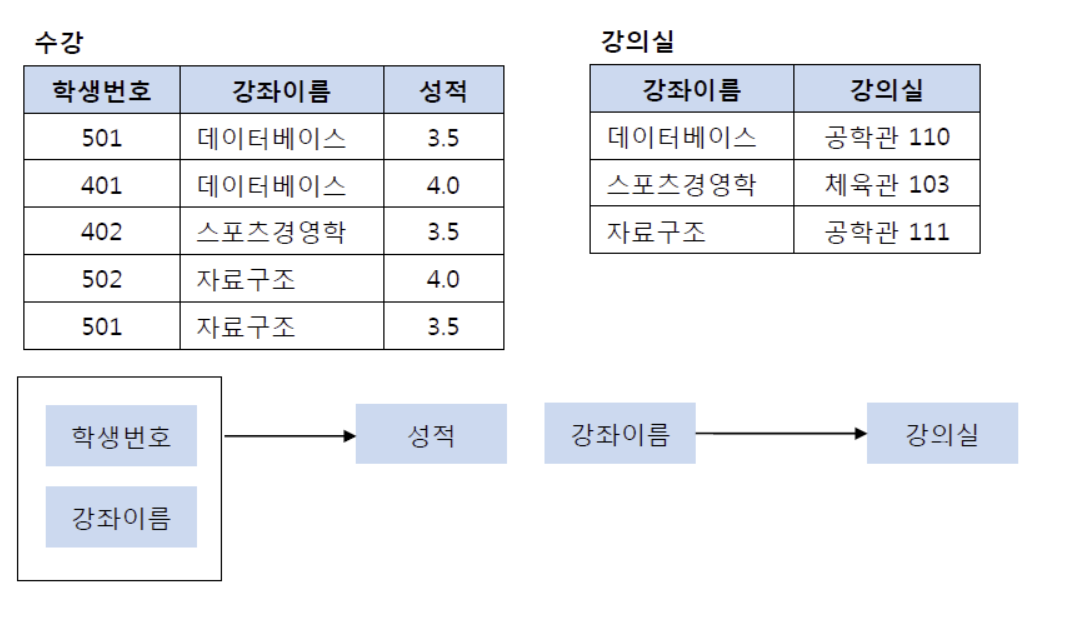 수강
학생번호 강좌이름 성적
501 데이터베이스 3.5
401 데이터베이스 4.0
402 스포츠경영학 3.5
502 자료구조 4.0
501 자료구조 3.5
강의실
강좌이름 강의실
데이터베이스 공학관 110
스포츠경영학 체육관 103
자료구조 공학관 111
학생번호
강좌이름
성적
강좌이름
강의실